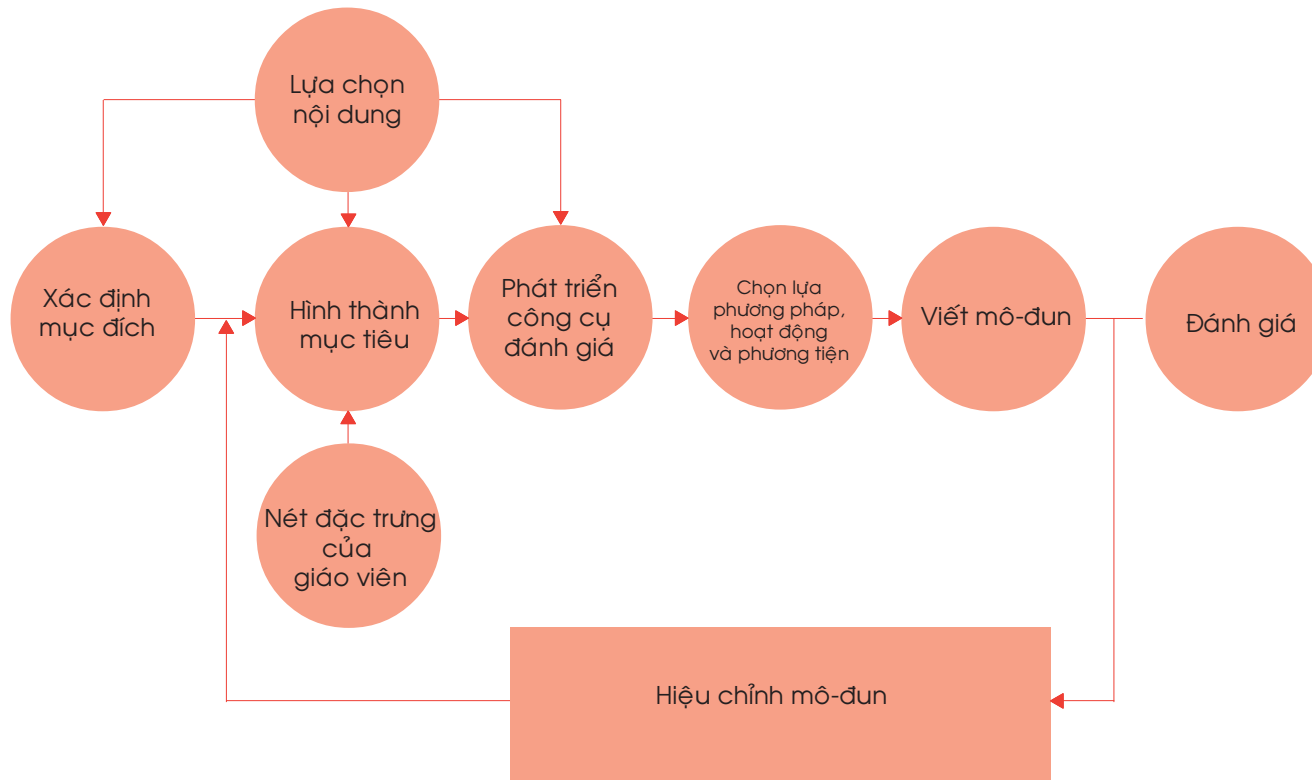 Lựa chọn
nội dung
Xác định
mục đích
Hình thành
mục tiêu
Phát triển
công cụ
đánh giá
Chọn lựa
phương pháp,
hoạt động
và phương tiện
Viết mô-đun
Đánh giá
Nét đặc trưng
của
giáo viên
Hiệu chỉnh mô-đun